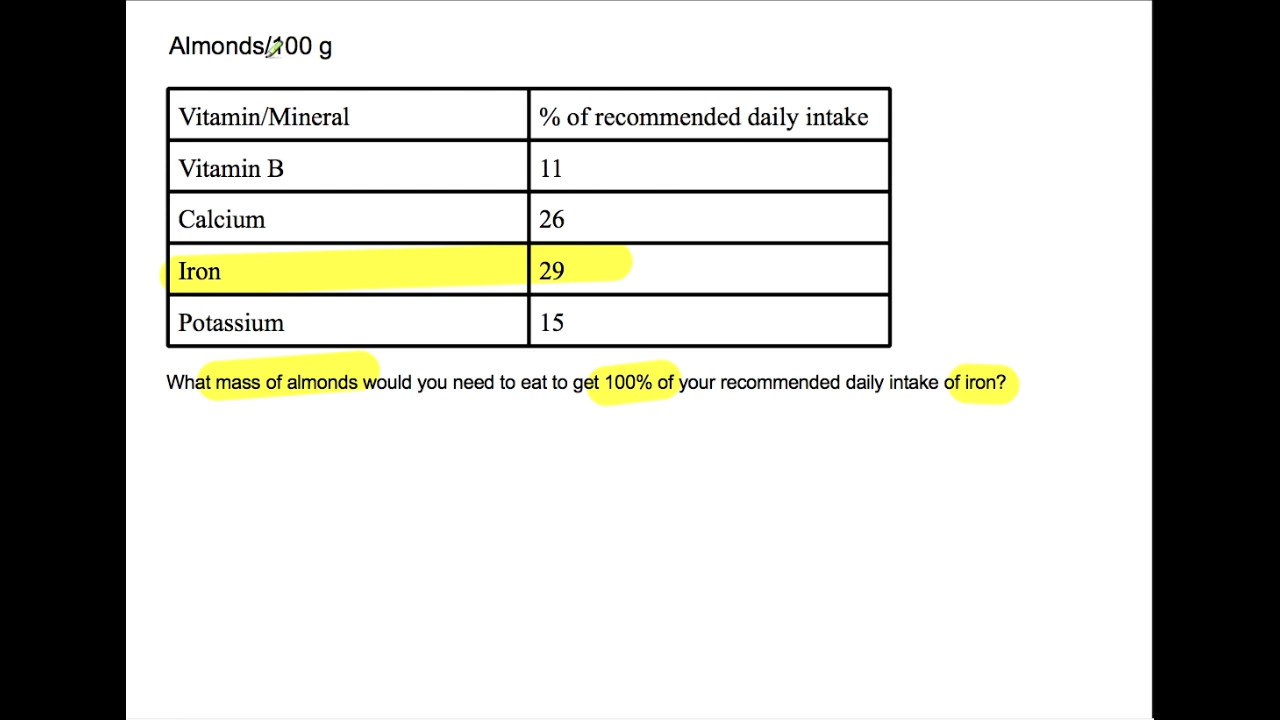 Almonds/100 g
Vitamin/Mineral % of recommended daily intake
Vitamin B 11
Calcium 26
Iron 29
Potassium 15
What mass of almonds would you need to eat to get 100% of your recommended daily intake of iron?